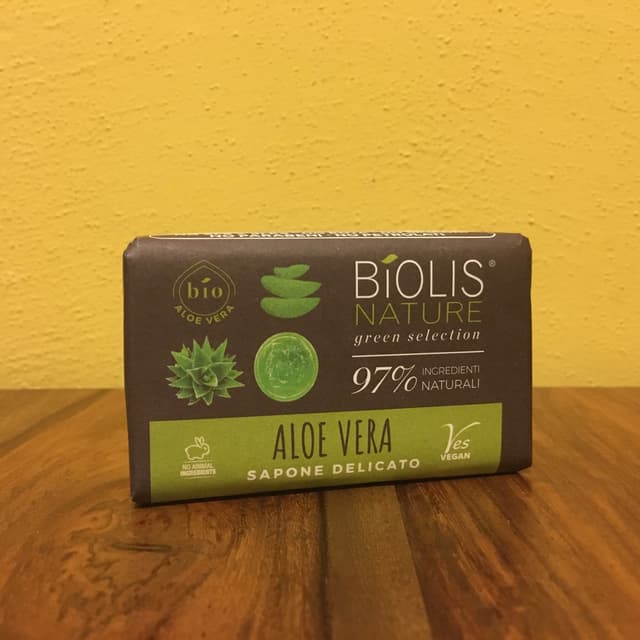 bio
ALOE VERA
BIOLIS®
NATURE
green selection
97% INGREDIENTI
NATURALI
NO ANIMAL
INGREDIENTS
ALOE VERA
SAPONE DELICATO
Yes
VEGAN